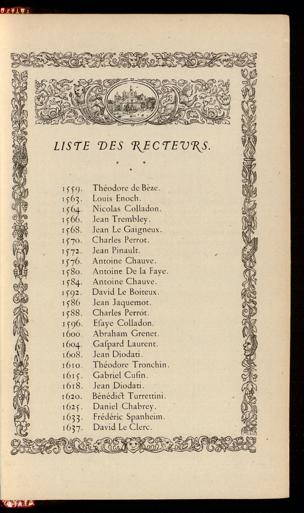 LISTE DES RECTEVRS.
1559. Théodore de Bèze.
1563. Louis Enoch.
1564. Nicolas Colladon.
1566. Jean Trembley.
1568. Jean Le Gaigneux.
1570. Charles Perrot.
1572. Jean Pinault.
1576. Antoine Chauve.
1580. Antoine De la Faye.
1584. Antoine Chauve.
1592. David Le Boiteux.
1586 Jean Jaquemot.
1588. Charles Perrot.
1596. Eſaye Colladon.
1600. Abraham Grenet.
1604. Gaſpard Laurent.
1608. Jean Diodati.
1610. Théodore Tronchin.
1615. Gabriel Cuſin.
1618. Jean Diodati.
1620. Bénédict Turrettini.
1625. Daniel Chabrey.
1633. Frédéric Spanheim.
1637. David Le Clerc.